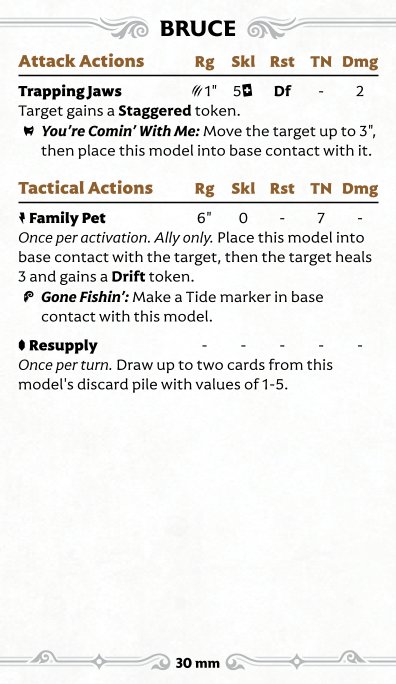 BRUCE
Attack Actions Rg Skl Rst TN Dmg
Trapping Jaws 1" 5 Df - 2
Target gains a Staggered token.
You're Comin' With Me: Move the target up to 3",
then place this model into base contact with it.
Tactical Actions Rg Skl Rst TN Dmg
Family Pet 6" 0 - 7 -
Once per activation. Ally only. Place this model into
base contact with the target, then the target heals
3 and gains a Drift token.
Gone Fishin': Make a Tide marker in base
contact with this model.
Resupply - - - - -
Once per turn. Draw up to two cards from this
model's discard pile with values of 1-5.
30 mm